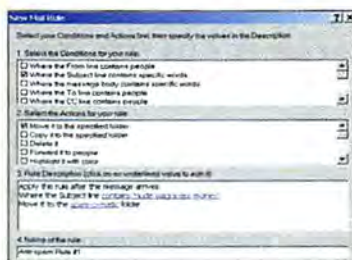 New Mail Rule
Select your Conditions and Actions first, then specify the values in the Description.
1. Select the Conditions for your rule:
Where the From line contains people
Where the Subject line contains specific words
Where the message body contains specific words
Where the To line contains people
Where the CC line contains people
2. Select the Actions for your rule:
Move it to the specified folder
Copy it to the specified folder
Delete it
Forward it to people
Highlight it with color
3. Rule Description (click on an underlined value to edit it):
Apply this rule after the message arrives
Where the Subject line contains
Move it to the folder
4. Name of the rule:
Anti-spam Rule #1